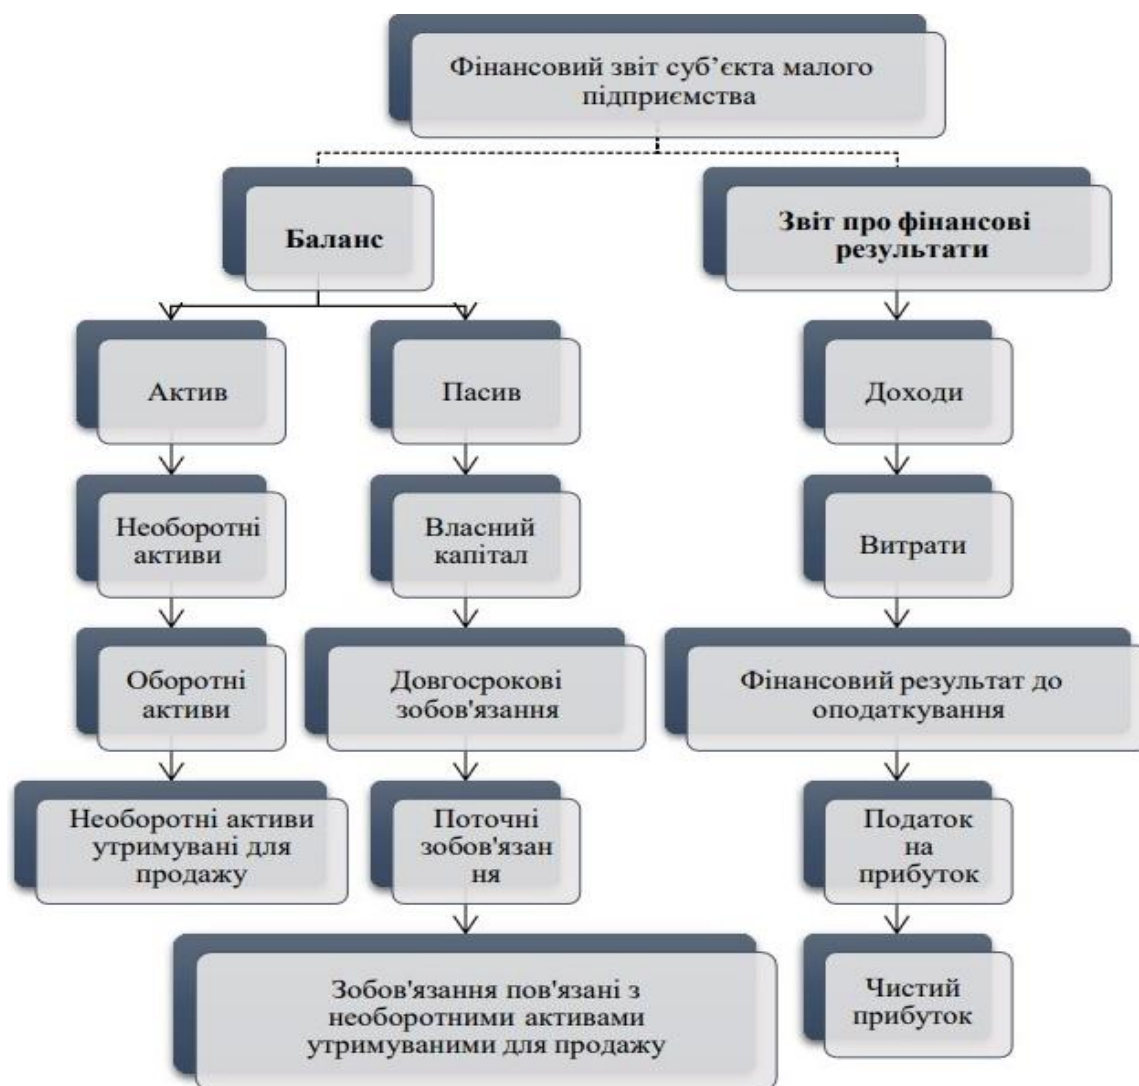 Фінансовий звіт суб’єкта малого
підприємства
Баланс
Звіт про фінансові
результати
Актив
Пасив
Доходи
Необоротні
активи
Власний
капітал
Витрати
Оборотні
активи
Довгосрокові
зобов'язання
Фінансовий результат до
оподаткування
Необоротні активи
утримувані для
продажу
Поточні
зобов'язан
ня
Податок
на
прибуток
Зобов'язання пов'язані з
необоротними активами
утримуваними для продажу
Чистий
прибуток